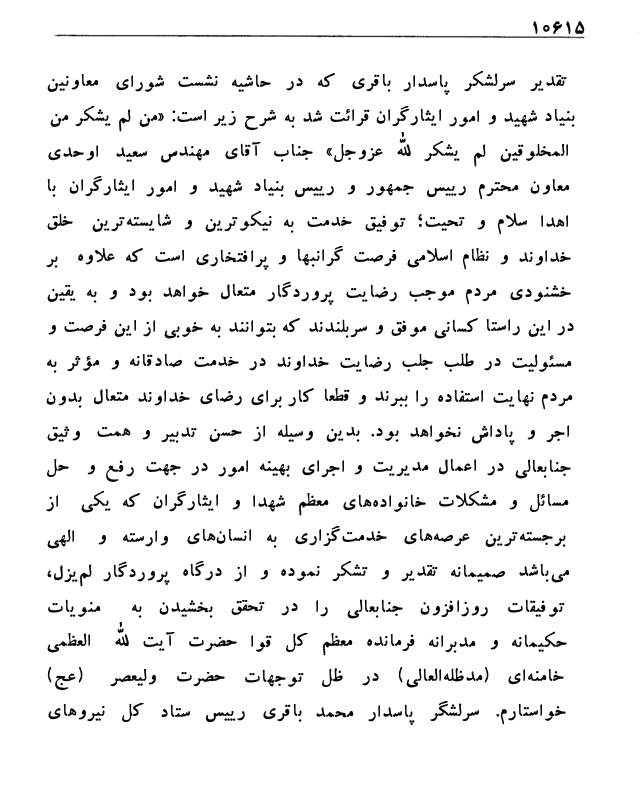 ۱۰۶۱۵
تقدیر سرلشکر پاسدار باقری که در حاشیه نشست شورای معاونین
بنیاد شهید و امور ایثارگران قرائت شد به شرح زیر است: «من لم یشکر من
المخلوقین لم یشکر لله عزوجل» جناب آقای مهندس سعید اوحدی
معاون محترم رییس جمهور و رییس بنیاد شهید و امور ایثارگران با
اهدا سلام و تحیت؛ توفیق خدمت به نیکوترین و شایسته‌ترین خلق
خداوند و نظام اسلامی فرصت گرانبها و پرافتخاری است که علاوه بر
خشنودی مردم موجب رضایت پروردگار متعال خواهد بود و به یقین
در این راستا کسانی موفق و سربلندند که بتوانند به خوبی از این فرصت و
مسئولیت در طلب جلب رضایت خداوند در خدمت صادقانه و مؤثر به
مردم نهایت استفاده را ببرند و قطعا کار برای رضای خداوند متعال بدون
اجر و پاداش نخواهد بود. بدین وسیله از حسن تدبیر و همت وثیق
جنابعالی در اعمال مدیریت و اجرای بهینه امور در جهت رفع و حل
مسائل و مشکلات خانواده‌های معظم شهدا و ایثارگران که یکی از
برجسته‌ترین عرصه‌های خدمت‌گزاری به انسان‌های وارسته و الهی
می‌باشد صمیمانه تقدیر و تشکر نموده و از درگاه پروردگار لم‌یزل،
توفیقات روزافزون جنابعالی را در تحقق بخشیدن به منویات
حکیمانه و مدبرانه فرمانده معظم کل قوا حضرت آیت لله العظمی
خامنه‌ای (مدظله‌العالی) در ظل توجهات حضرت ولیعصر (عج)
خواستارم. سرلشگر پاسدار محمد باقری رییس ستاد کل نیروهای